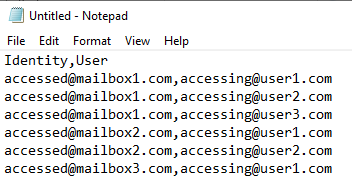 Untitled - Notepad
File Edit Format View Help
Identity,User
accessed@mailbox1.com,accessing@user1.com
accessed@mailbox1.com,accessing@user2.com
accessed@mailbox1.com,accessing@user3.com
accessed@mailbox2.com,accessing@user1.com
accessed@mailbox2.com,accessing@user2.com
accessed@mailbox3.com,accessing@user1.com